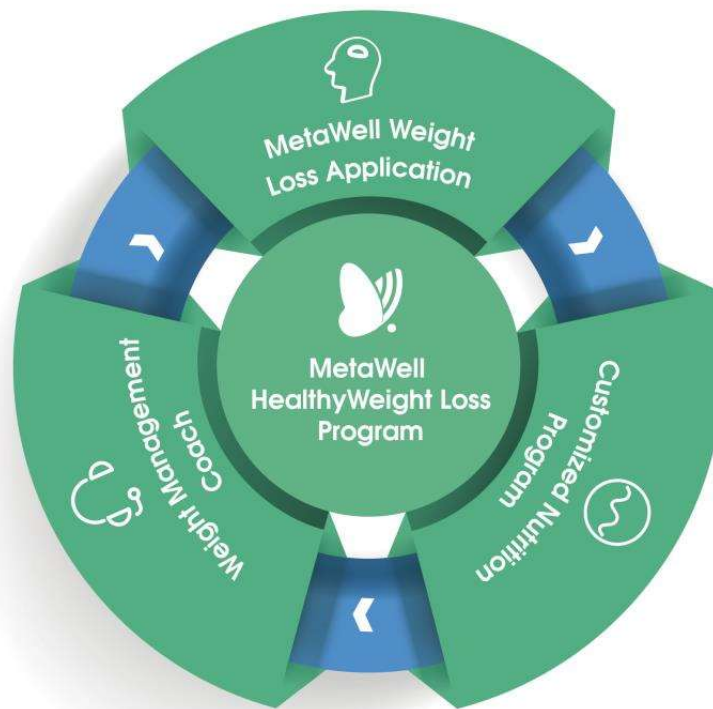 MetaWell Weight
Loss Application
MetaWell
HealthyWeight Loss
Program
Customized Nutrition
Program
Weight Management
Coach